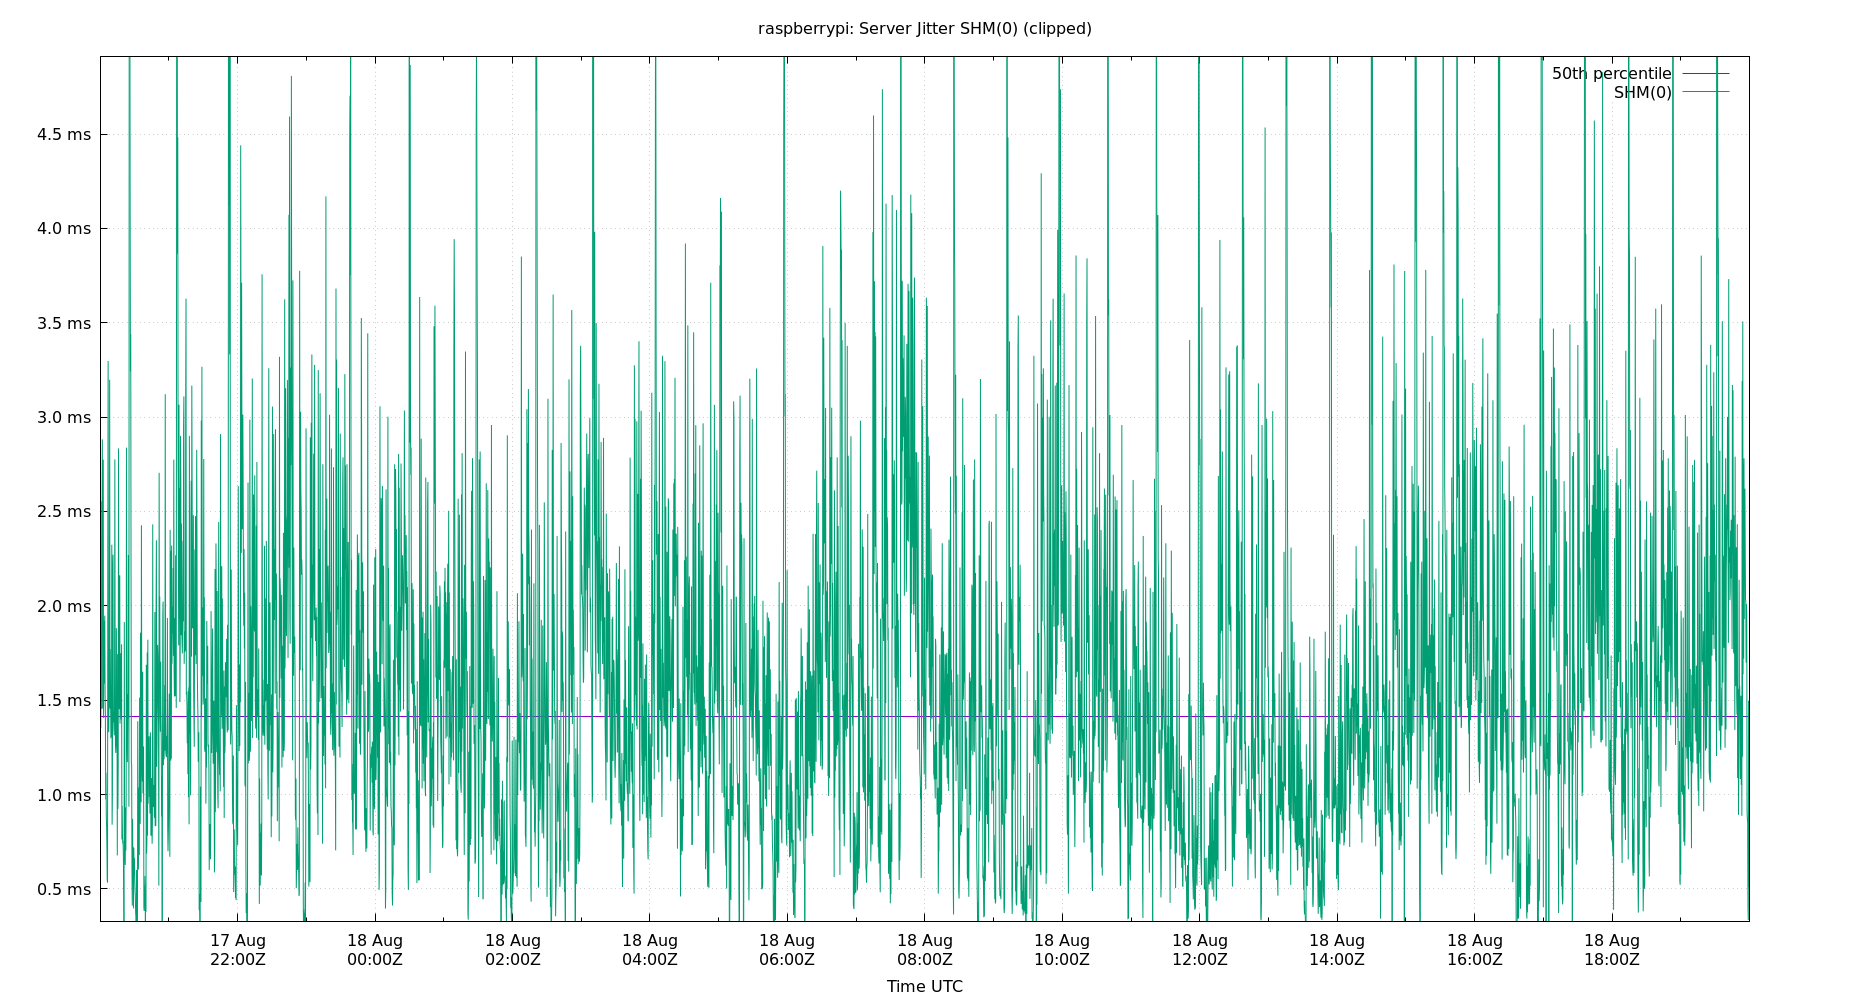 raspberrypi: Server Jitter SHM(0) (clipped)
50th percentile
SHM(0)
4.5 ms
4.0 ms
3.5 ms
3.0 ms
2.5 ms
2.0 ms
1.5 ms
1.0 ms
0.5 ms
17 Aug 18 Aug 18 Aug 18 Aug 18 Aug 18 Aug 18 Aug 18 Aug 18 Aug 18 Aug 18 Aug
22:00Z 00:00Z 02:00Z 04:00Z 06:00Z 08:00Z 10:00Z 12:00Z 14:00Z 16:00Z 18:00Z
Time UTC